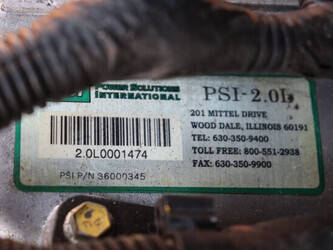 POWER SOLUTIONS
INTERNATIONAL
PSI-2.0L
201 MITTEL DRIVE
WOOD DALE, ILLINOIS 60191
TEL: 630-350-9400
TOLL FREE: 800-551-2938
FAX: 630-350-9900
2.0L0001474
PSI P/N 36000345